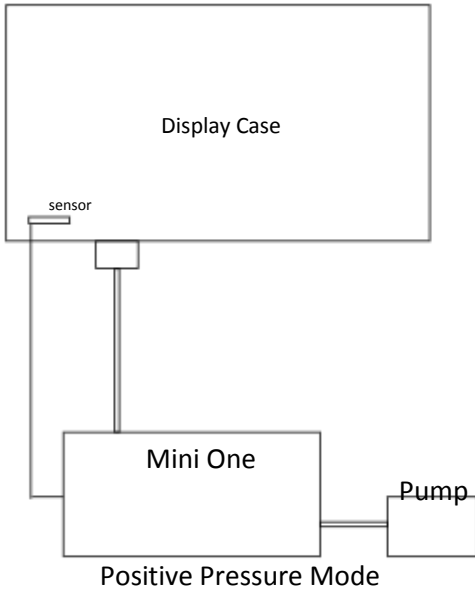 Display Case
sensor
Mini One
Pump
Positive Pressure Mode